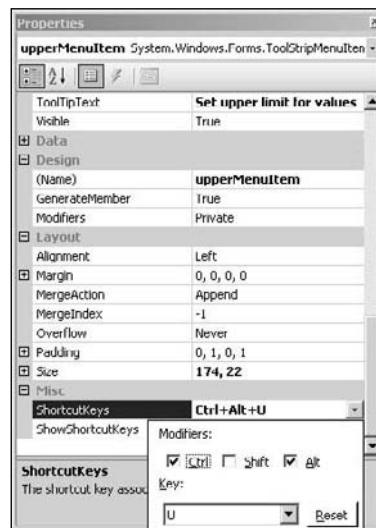 Properties
upperMenuItem System.Windows.Forms.ToolStripMenuIten
ToolTipText Set upper limit for values
Visible True
Data
Design
(Name) upperMenuItem
GenerateMember True
Modifiers Private
Layout
Alignment Left
Margin 0, 0, 0, 0
MergeAction Append
MergeIndex -1
Overflow Never
Padding 0, 1, 0, 1
Size 174, 22
Misc
ShortcutKeys Ctrl+Alt+U
ShowShortcutKeys
Modifiers:
Ctrl Shift Alt
Key:
U Reset
ShortcutKeys
The shortcut key assoc